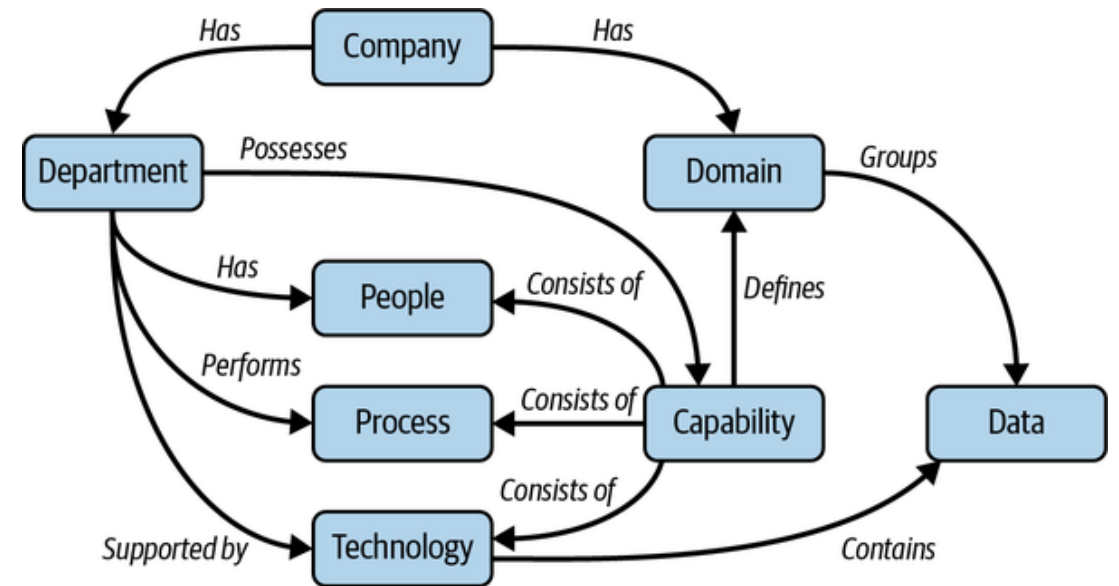 Has
Company
Has
Department
Possesses
Domain
Groups
Has
People
Consists of
Defines
Performs
Process
Consists of
Capability
Data
Consists of
Supported by
Technology
Contains